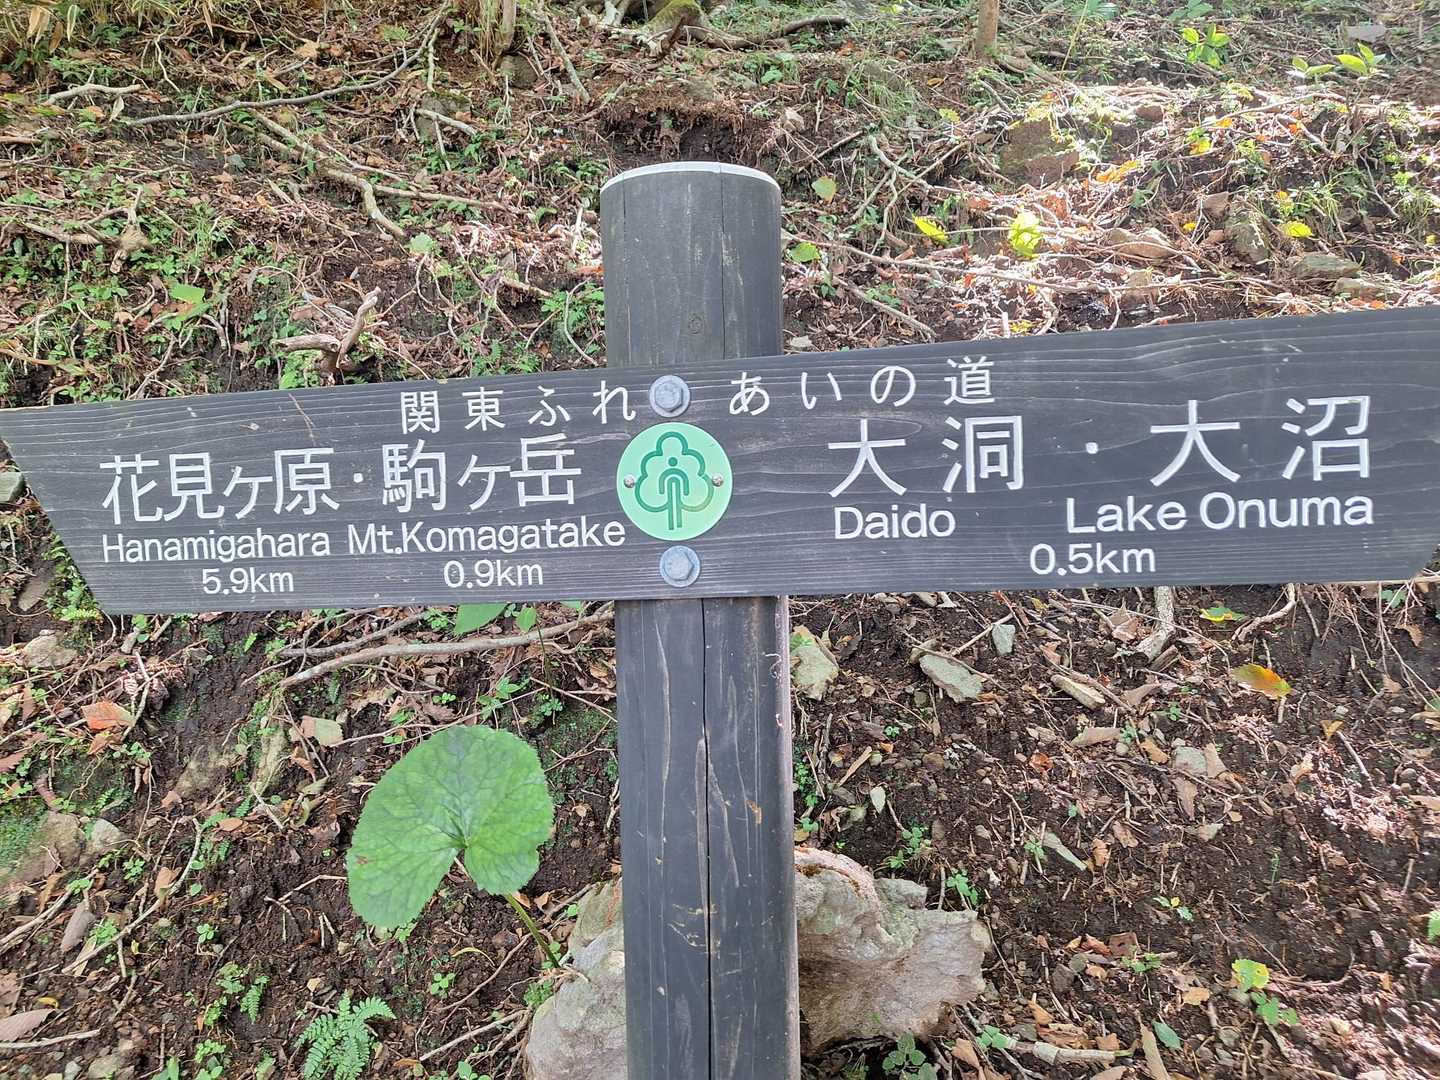 関東ふれあいの道
花見ヶ原・駒ヶ岳
Hanamigahara Mt.Komagatake
5.9km 0.9km
大洞・大沼
Daido Lake Onuma
0.5km